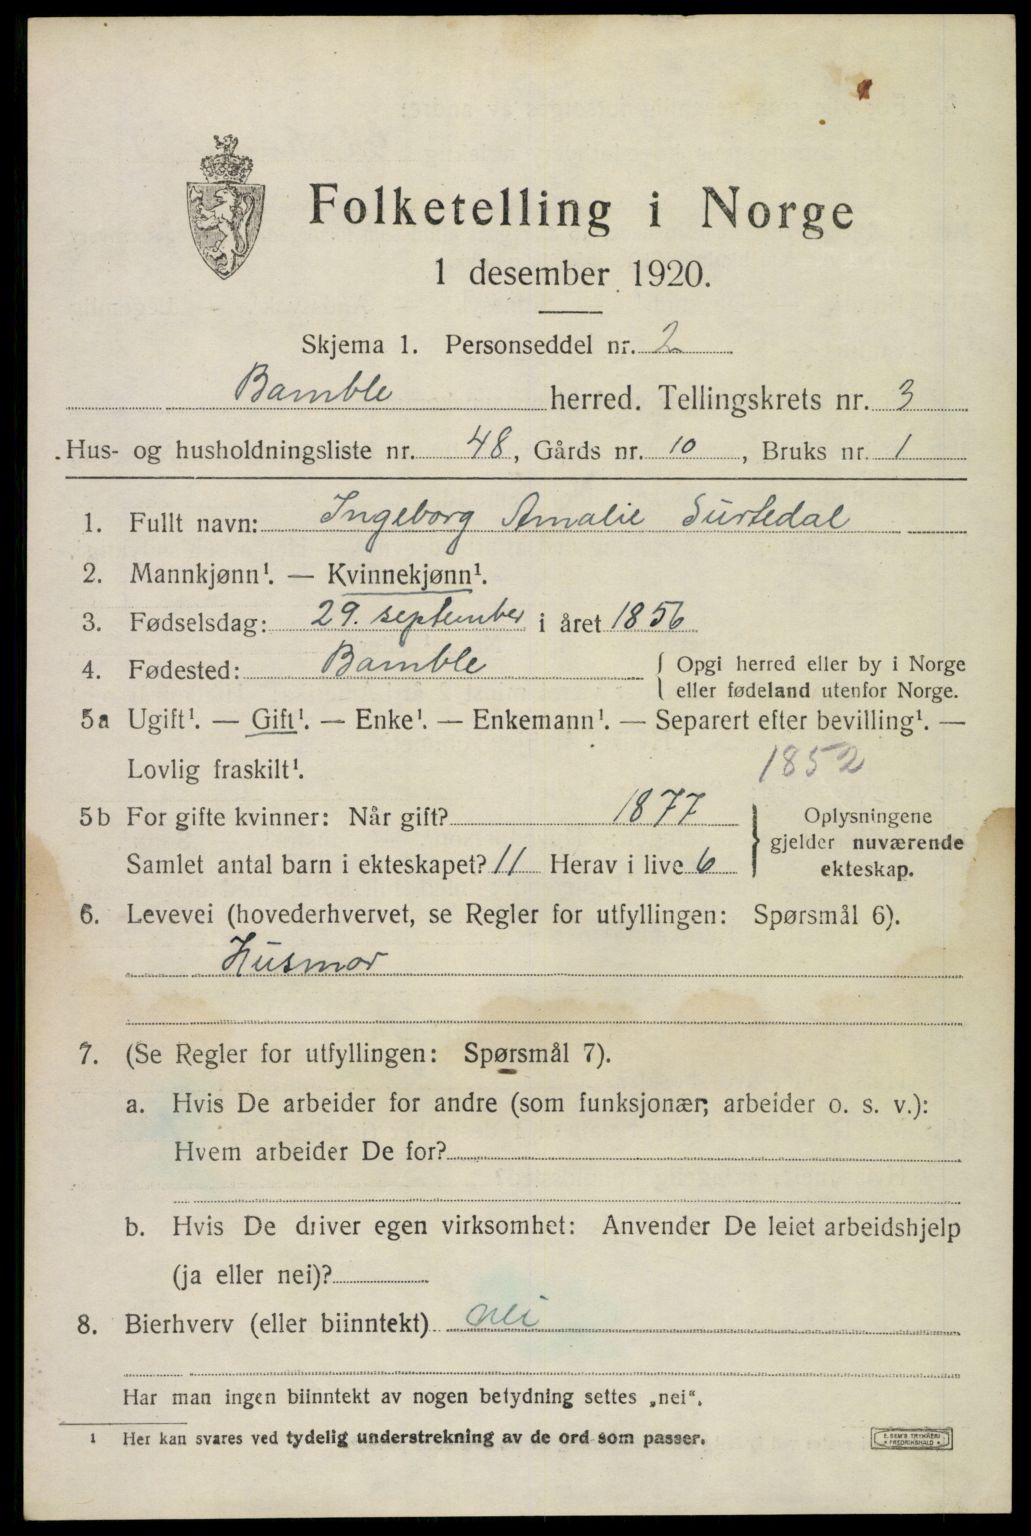 Folketelling i Norge
1 desember 1920.
Skjema 1. Personseddel nr. 2
Bamble herred. Tellingskrets nr. 3
Hus- og husholdningsliste nr. 48, Gårds nr. 10, Bruks nr. 1
1. Fullt navn: Ingeborg Amalie Surtedal
2. Mannkjønn¹. — Kvinnekjønn¹.
3. Fødselsdag: 29. september i året 1856
4. Fødested: Bamble { Opgi herred eller by i Norge
eller fødeland utenfor Norge.
5a Ugift¹. — Gift¹. — Enke¹. — Enkemann¹. — Separert efter bevilling¹. —
Lovlig fraskilt¹. 1852
5b For gifte kvinner: Når gift? 1877 } Oplysningene
gjelder nuværende
Samlet antal barn i ekteskapet? 11 Herav i live 6 ekteskap.
6. Levevei (hovederhvervet, se Regler for utfyllingen: Spørsmål 6).
Husmor
7. (Se Regler for utfyllingen: Spørsmål 7).
a. Hvis De arbeider for andre (som funksjonær, arbeider o. s. v.):
Hvem arbeider De for?
b. Hvis De driver egen virksomhet: Anvender De leiet arbeidshjelp
(ja eller nei)?
8. Bierhverv (eller biinntekt) nei
Har man ingen biinntekt av nogen betydning settes „nei“.
¹ Her kan svares ved tydelig understrekning av de ord som passer.
E. SEM'S TRYKKERI
FREDRIKSHALD